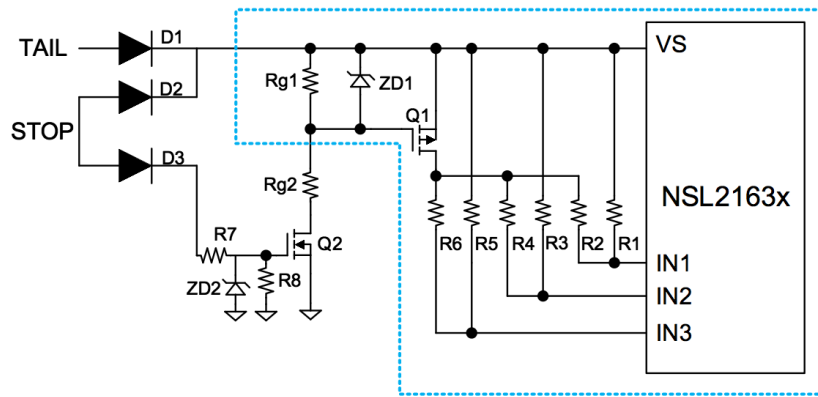 TAIL
D1
VS
D2
Rg1
ZD1
Q1
STOP
D3
Rg2
NSL2163x
R7
Q2
R6
R5
R4
R3
R2
R1
IN1
ZD2
R8
IN2
IN3